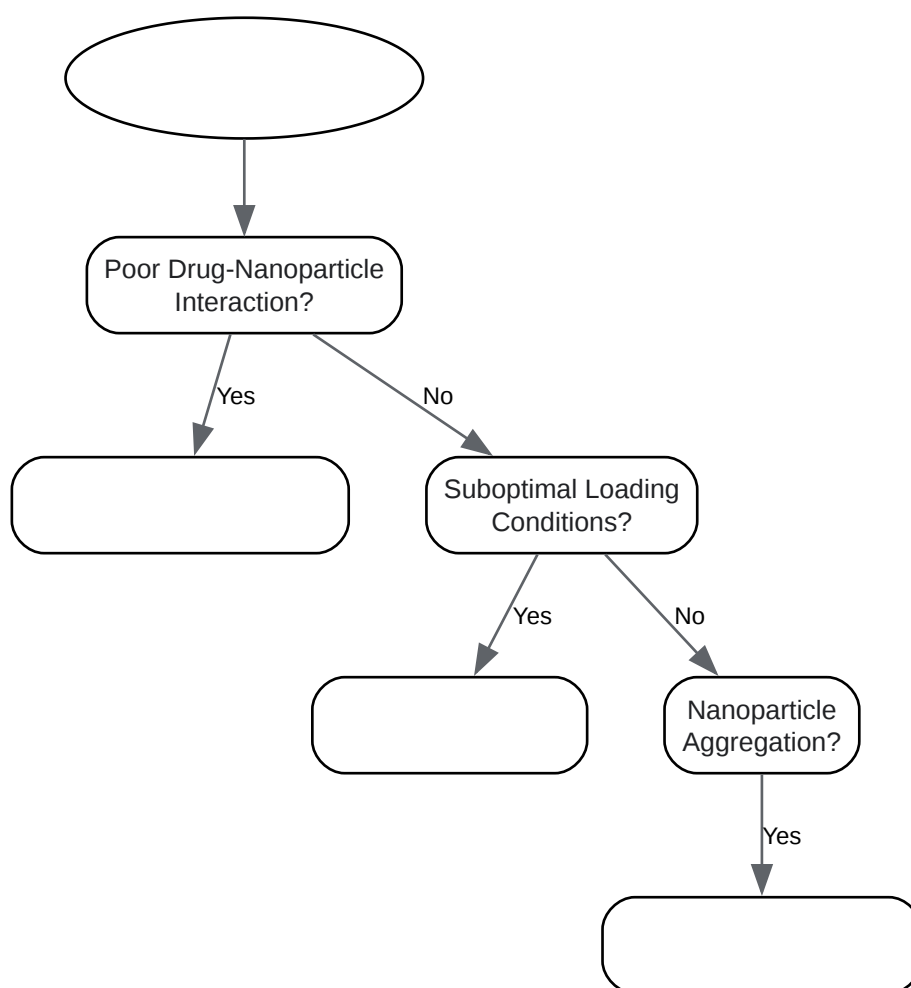 Poor Drug-Nanoparticle
Interaction?
Yes
No
Suboptimal Loading
Conditions?
Yes
No
Nanoparticle
Aggregation?
Yes